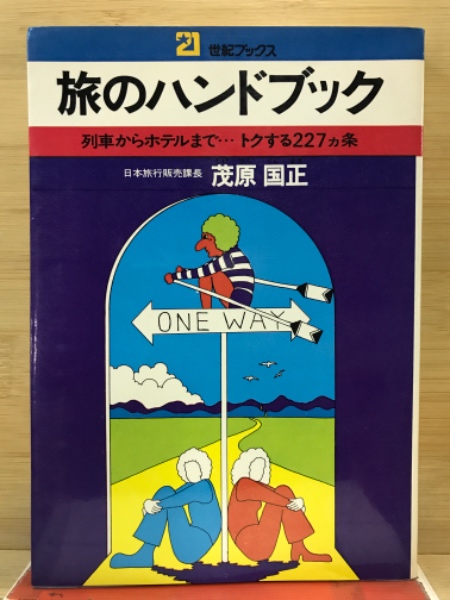 21 世紀ブックス
旅のハンドブック
列車からホテルまで…トクする227ヵ条
日本旅行販売課長 茂原 国正
ONE WAY